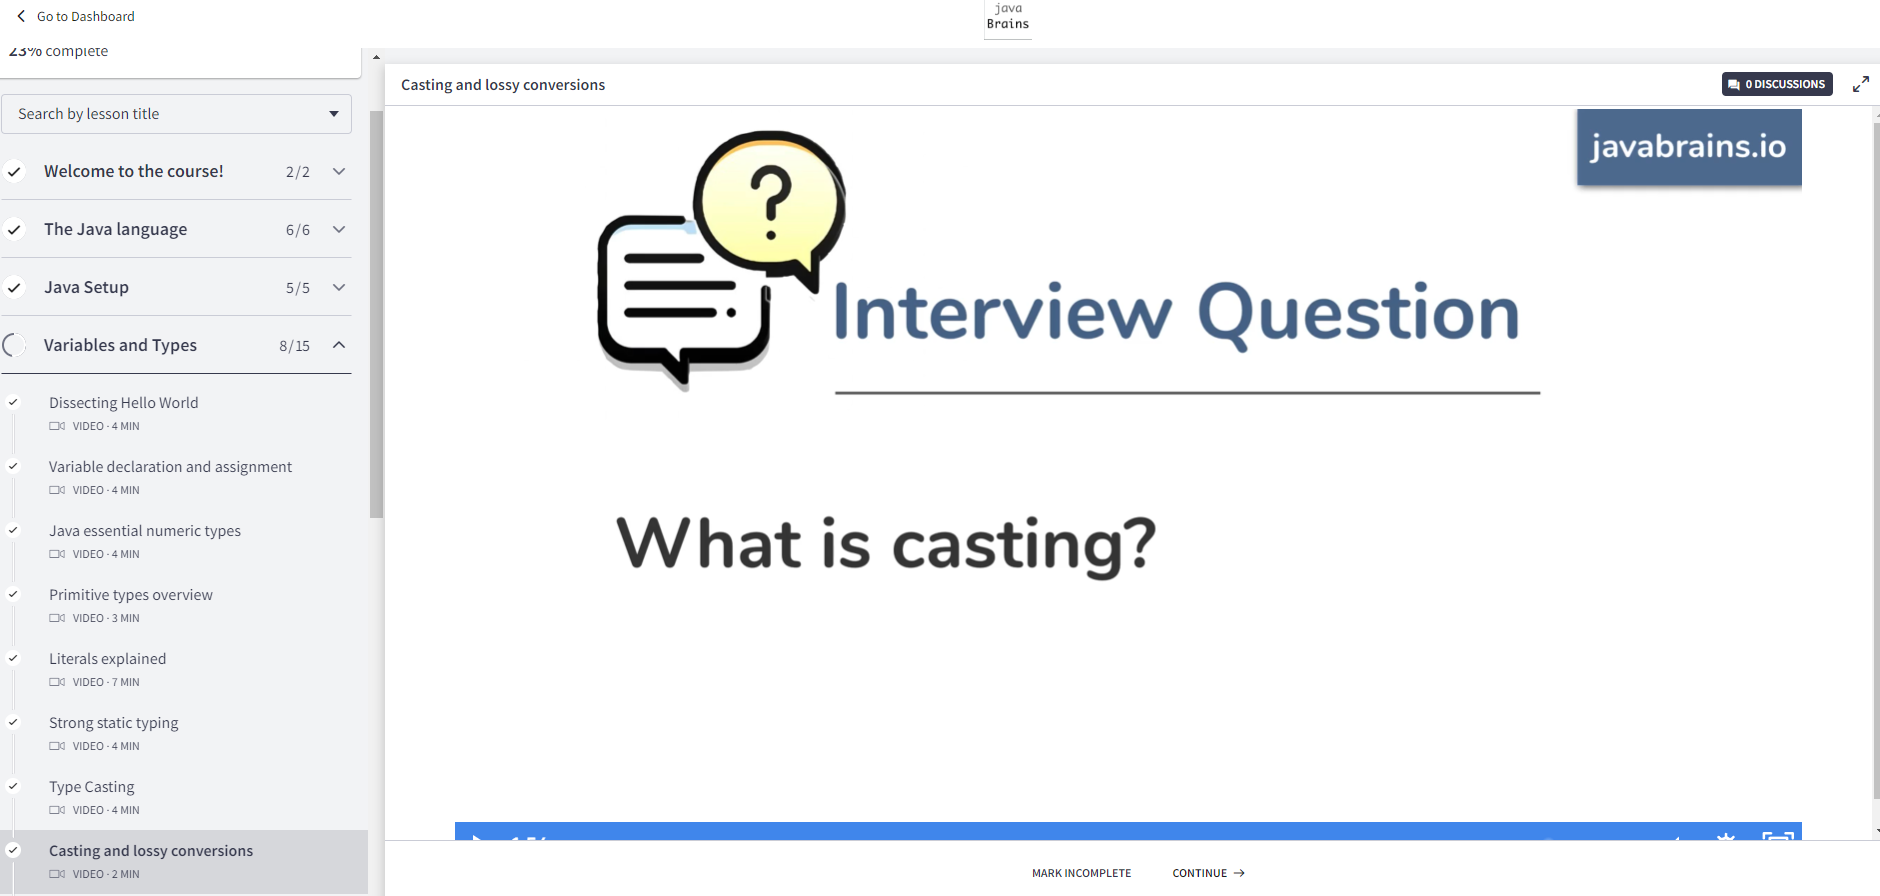 Go to Dashboard
java
Brains
23% complete
Search by lesson title
Welcome to the course!
2/2
The Java language
6/6
Java Setup
5/5
Variables and Types
8/15
Dissecting Hello World
VIDEO · 4 MIN
Variable declaration and assignment
VIDEO · 4 MIN
Java essential numeric types
VIDEO · 4 MIN
Primitive types overview
VIDEO · 3 MIN
Literals explained
VIDEO · 7 MIN
Strong static typing
VIDEO · 4 MIN
Type Casting
VIDEO · 4 MIN
Casting and lossy conversions
VIDEO · 2 MIN
Casting and lossy conversions
0 DISCUSSIONS
javabrains.io
?
Interview Question
What is casting?
MARK INCOMPLETE
CONTINUE →